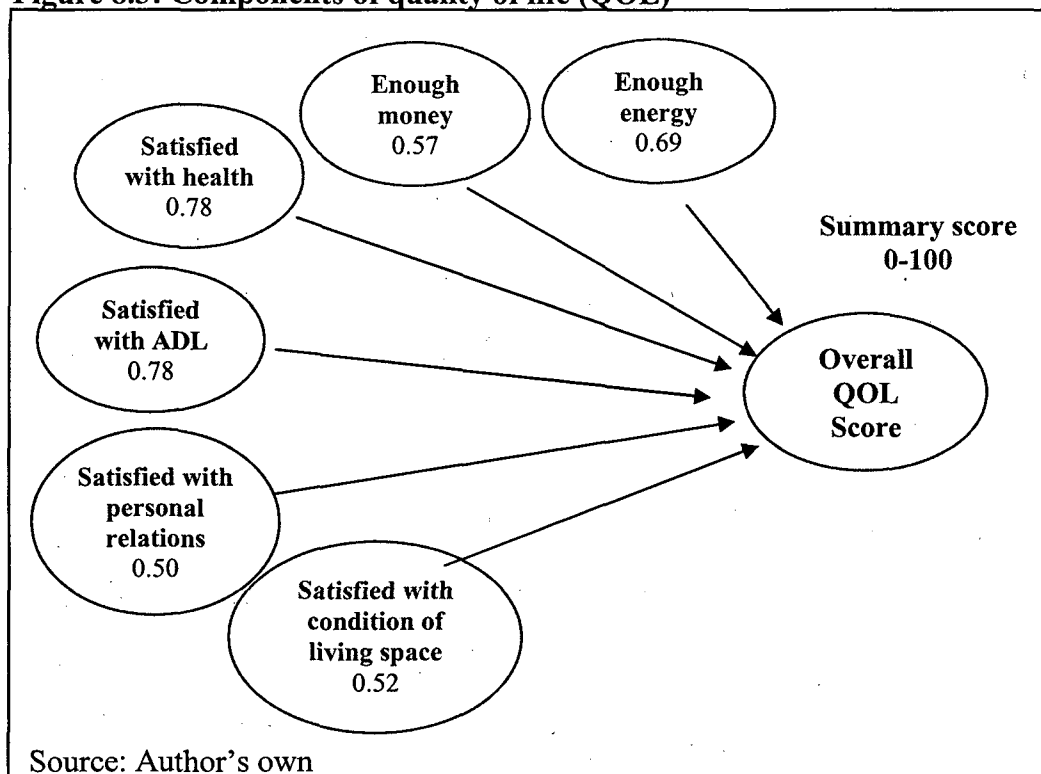 Figure 8.3: Components of quality of life (QOL)
Enough
money
0.57
Enough
energy
0.69
Satisfied
with health
0.78
Summary score
0-100
Satisfied
with ADL
0.78
Overall
QOL
Score
Satisfied with
personal
relations
0.50
Satisfied with
condition of
living space
0.52
Source: Author's own